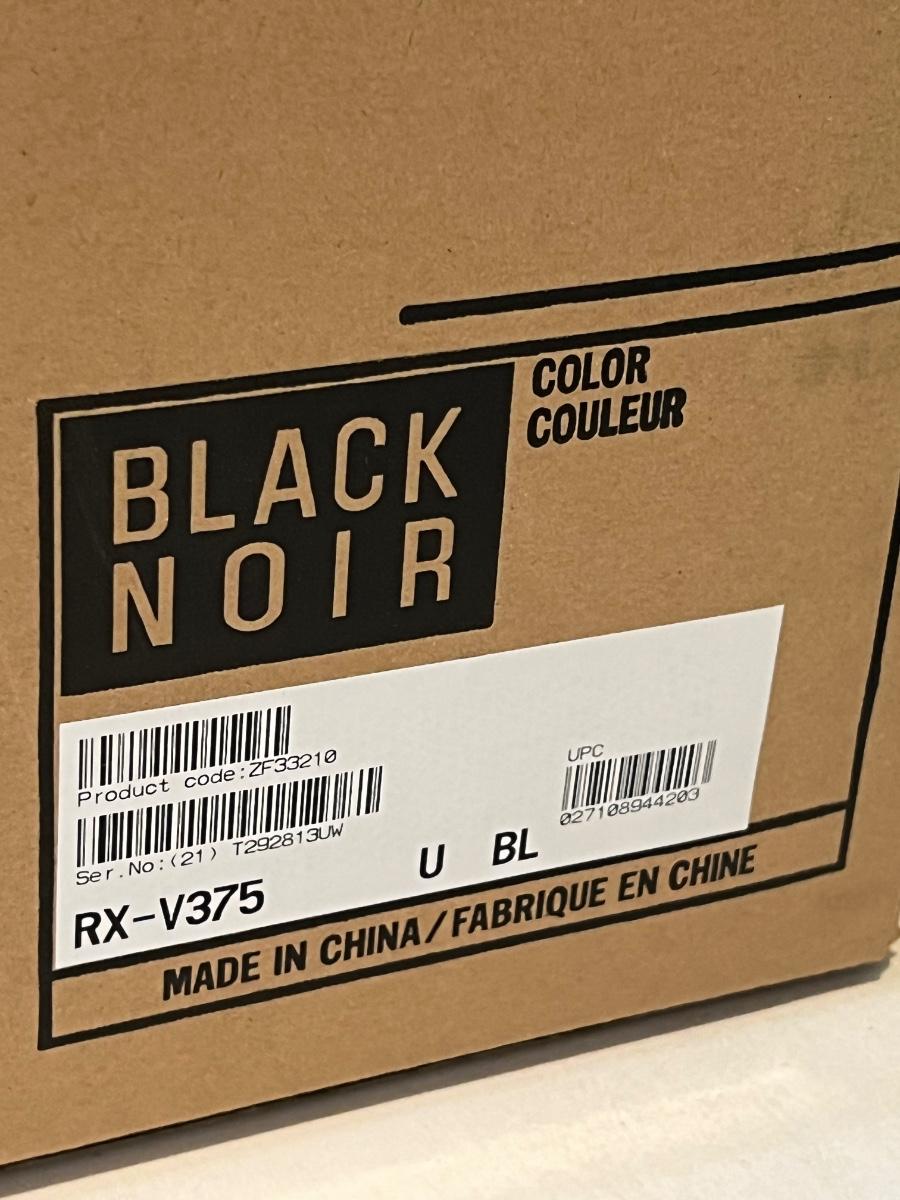 COLOR
COULEUR
BLACK
NOIR
Product code:ZF33210
Ser.No:(21) T292813UW
UPC
027108944203
RX-V375 U BL
MADE IN CHINA/FABRIQUE EN CHINE